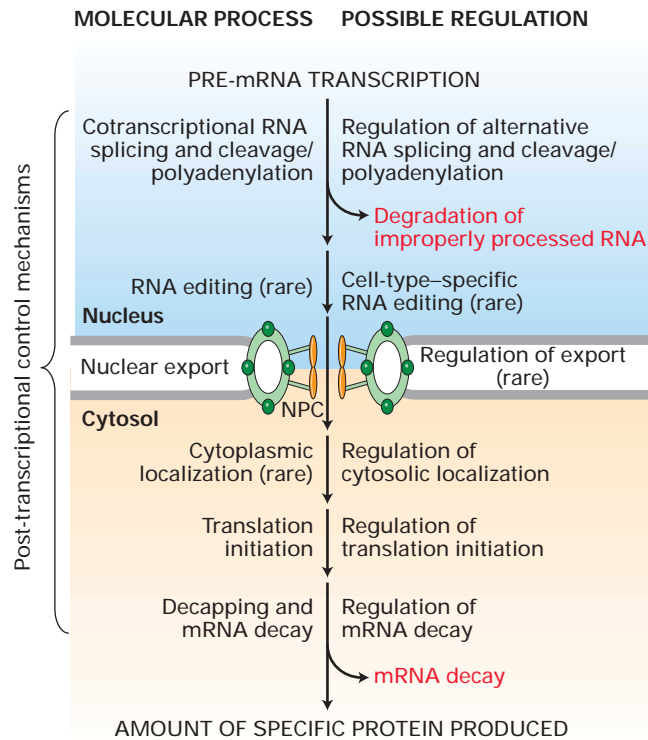 MOLECULAR PROCESS
POSSIBLE REGULATION
PRE-mRNA TRANSCRIPTION
Post-transcriptional control mechanisms
Cotranscriptional RNA
splicing and cleavage/
polyadenylation
Regulation of alternative
RNA splicing and cleavage/
polyadenylation
Degradation of
improperly processed RNA
RNA editing (rare)
Cell-type–specific
RNA editing (rare)
Nucleus
Nuclear export
Regulation of export
(rare)
NPC
Cytosol
Cytoplasmic
localization (rare)
Regulation of
cytosolic localization
Translation
initiation
Regulation of
translation initiation
Decapping and
mRNA decay
Regulation of
mRNA decay
mRNA decay
AMOUNT OF SPECIFIC PROTEIN PRODUCED